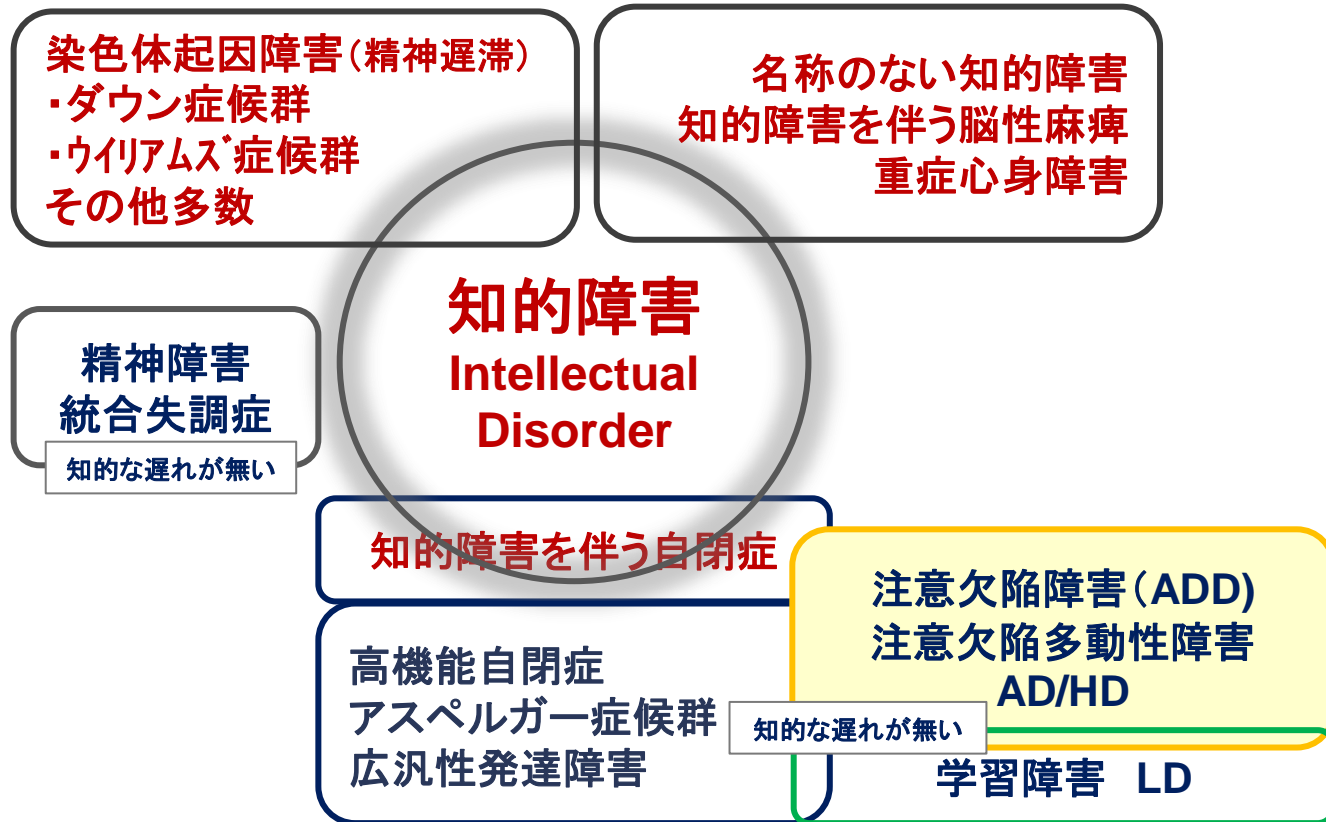 染色体起因障害（精神遅滞）
・ダウン症候群
・ウイリアムズ症候群
その他多数
名称のない知的障害
知的障害を伴う脳性麻痺
重症心身障害
知的障害
Intellectual
Disorder
精神障害
統合失調症
知的な遅れが無い
知的障害を伴う自閉症
注意欠陥障害（ADD)
注意欠陥多動性障害
AD/HD
高機能自閉症
アスペルガー症候群
広汎性発達障害
知的な遅れが無い
学習障害　LD